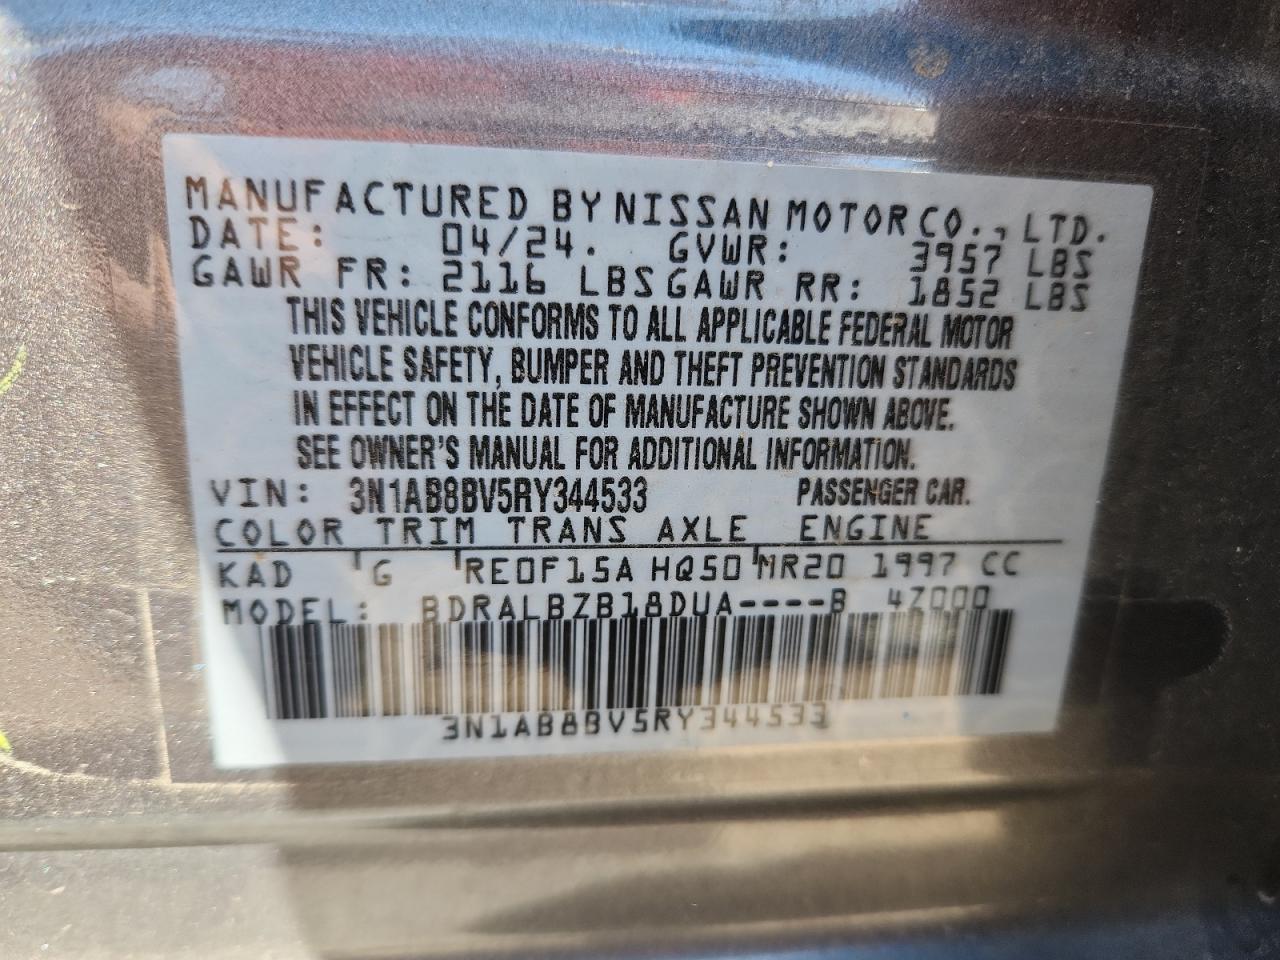 MANUFACTURED BY NISSAN MOTOR CO., LTD.
DATE: 04/24. GVWR: 3957 LBS
GAWR FR: 2116 LBS GAWR RR: 1852 LBS
THIS VEHICLE CONFORMS TO ALL APPLICABLE FEDERAL MOTOR
VEHICLE SAFETY, BUMPER AND THEFT PREVENTION STANDARDS
IN EFFECT ON THE DATE OF MANUFACTURE SHOWN ABOVE.
SEE OWNER'S MANUAL FOR ADDITIONAL INFORMATION.
VIN: 3N1AB8BV5RY344533 PASSENGER CAR.
COLOR TRIM TRANS AXLE ENGINE
KAD G RE0F15A HQ50 MR20 1997 CC
MODEL: BDRALBZB18DUA----B 4Z000
3N1AB8BV5RY344533